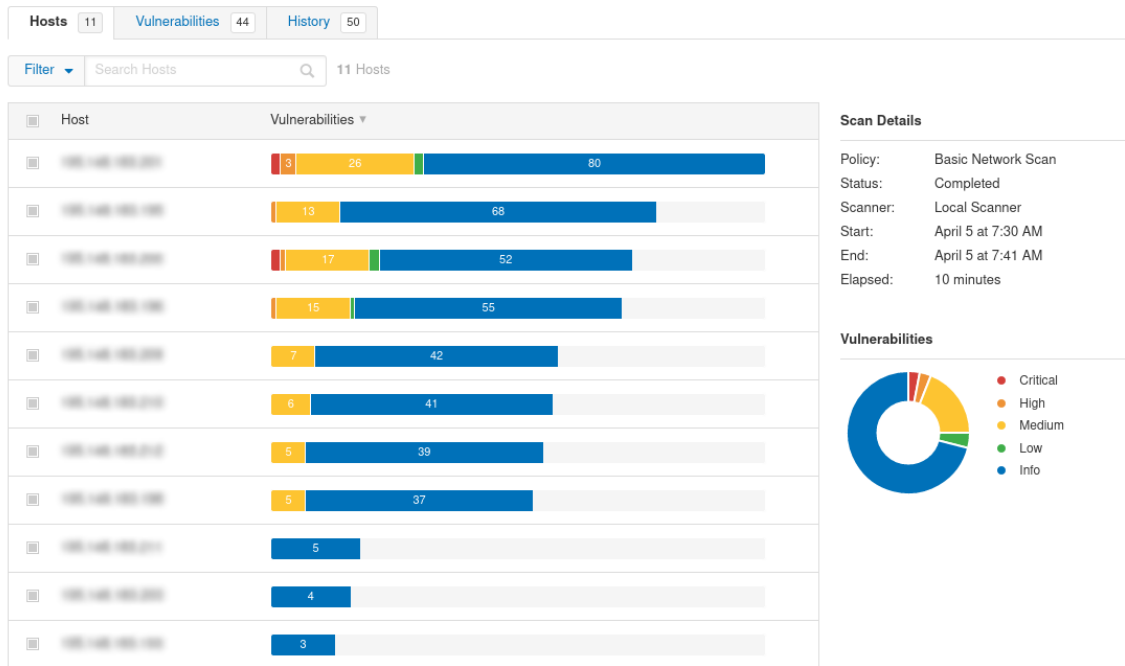 Hosts 11 Vulnerabilities 44 History 50
Filter Search Hosts 11 Hosts
Host Vulnerabilities
3 26 80
13 68
17 52
15 55
7 42
6 41
5 39
5 37
5
4
3
Scan Details
Policy: Basic Network Scan
Status: Completed
Scanner: Local Scanner
Start: April 5 at 7:30 AM
End: April 5 at 7:41 AM
Elapsed: 10 minutes
Vulnerabilities
Critical
High
Medium
Low
Info